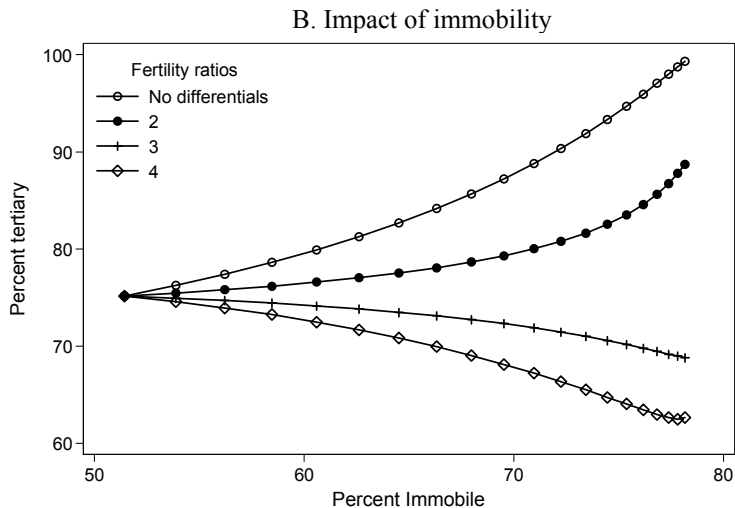 B. Impact of immobility
100
90
80
70
60
Percent tertiary
Fertility ratios
No differentials
2
3
4
50 60 70 80
Percent Immobile